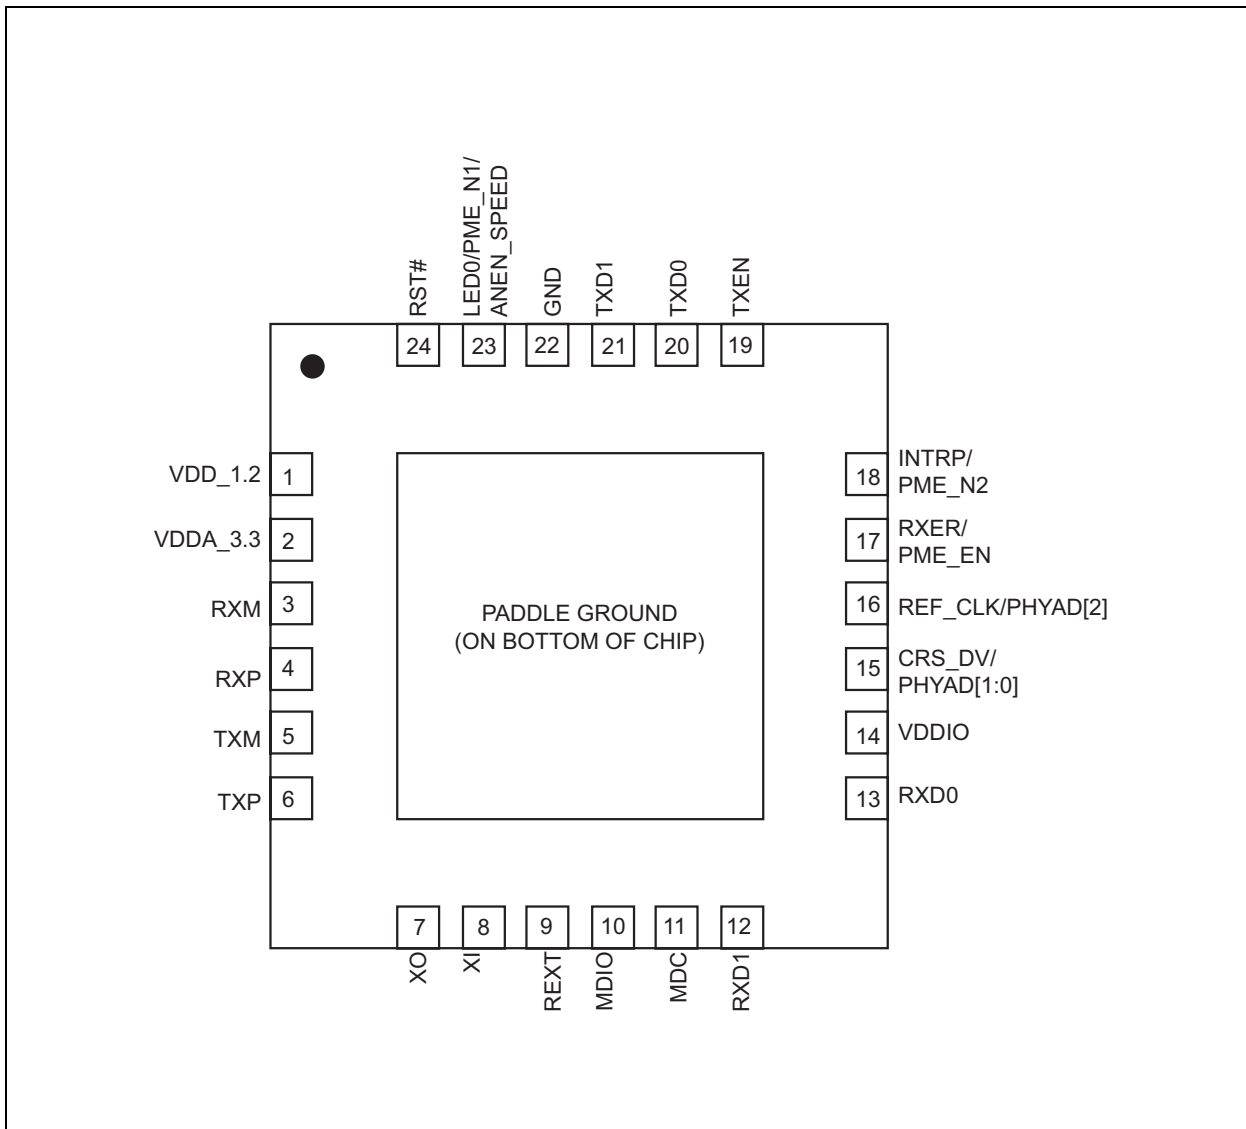 LED0/PME_N1/
ANEN_SPEED
RST#
GND
TXD1
TXD0
TXEN
24
23
22
21
20
19
VDD_1.2
1
VDDA_3.3
2
RXM
3
RXP
4
TXM
5
TXP
6
PADDLE GROUND
(ON BOTTOM OF CHIP)
18
INTRP/
PME_N2
17
RXER/
PME_EN
16
REF_CLK/PHYAD[2]
15
CRS_DV/
PHYAD[1:0]
14
VDDIO
13
RXD0
7
8
9
10
11
12
XO
XI
REXT
MDIO
MDC
RXD1